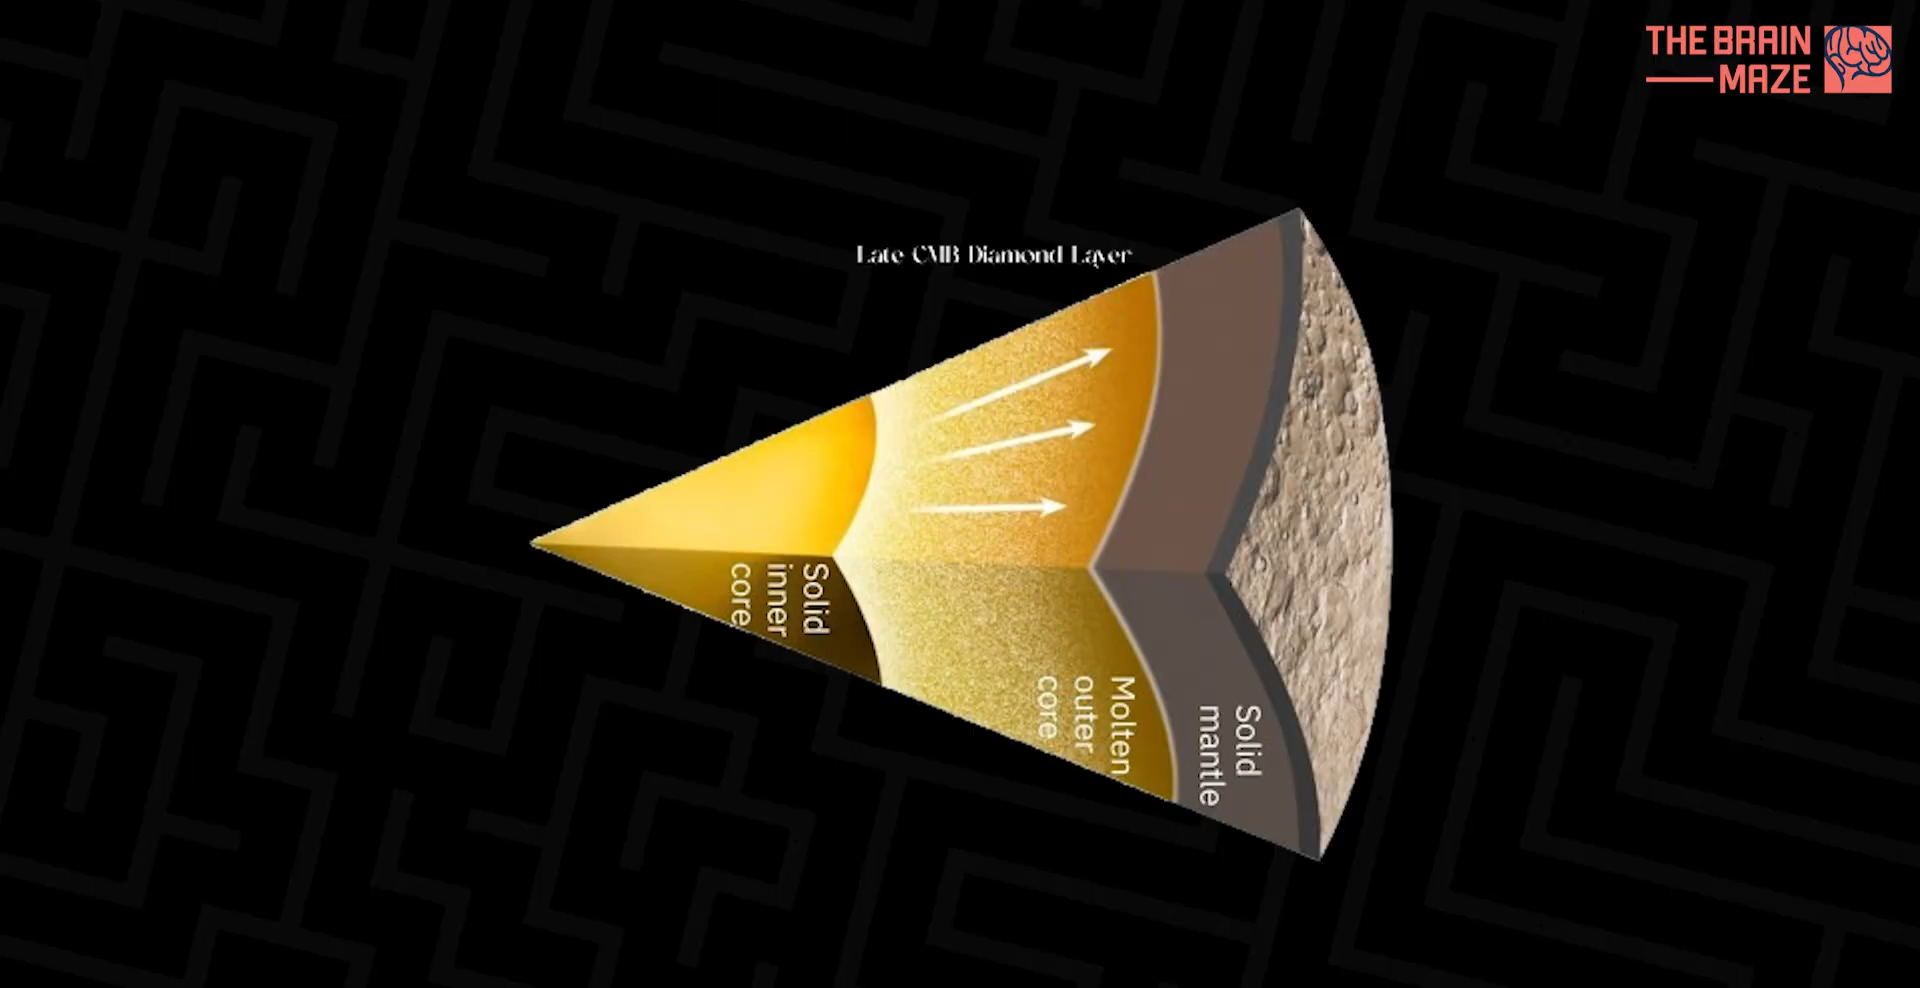 THE BRAIN
MAZE
Late CMB Diamond Layer
Solid
inner
core
Molten
outer
core
Solid
mantle